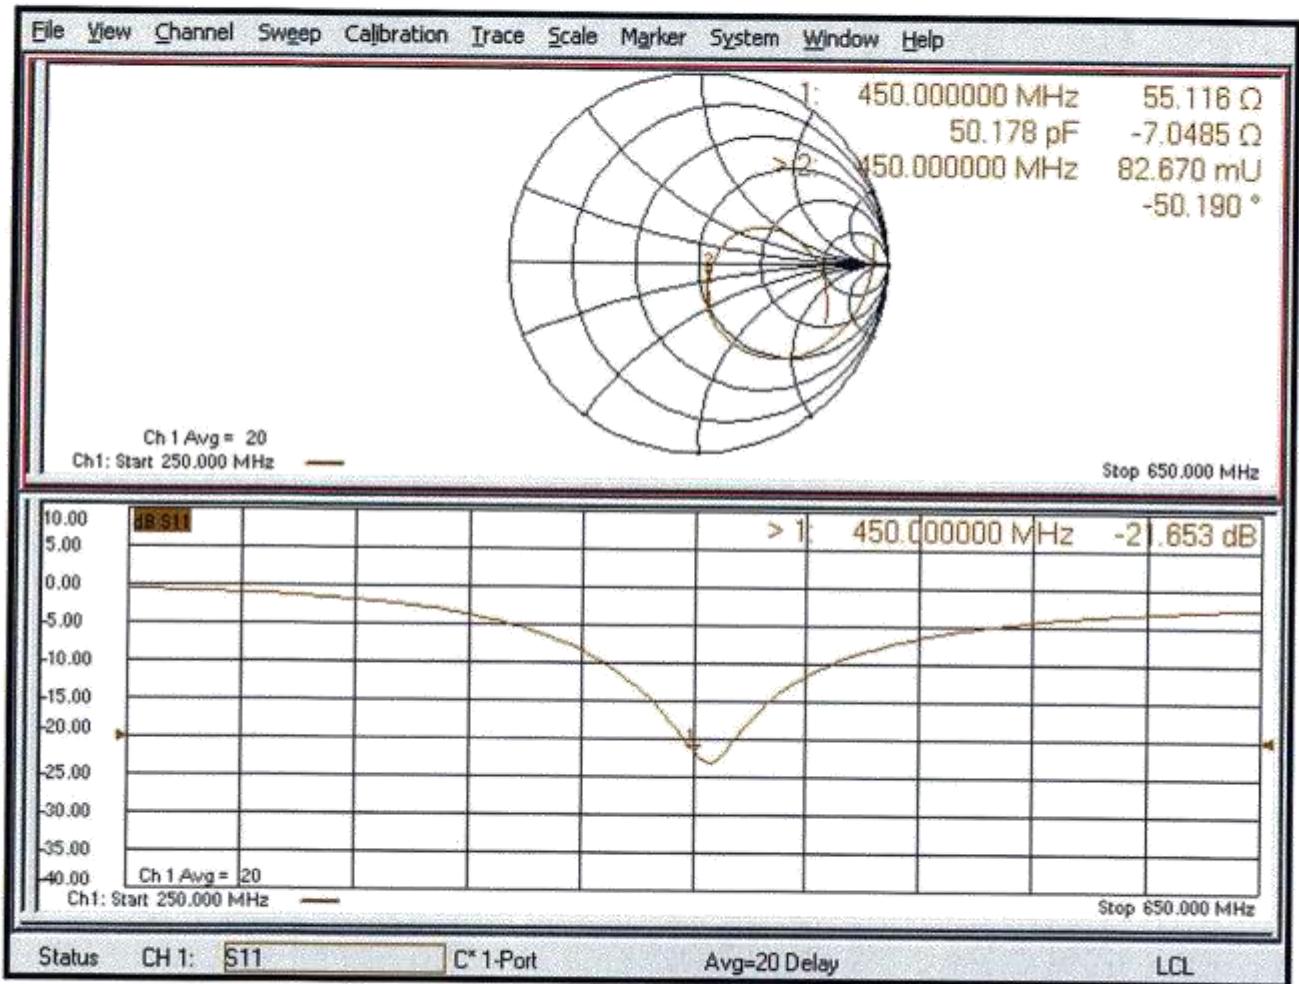 File View Channel Sweep Calibration Trace Scale Marker System Window Help
1: 450.000000 MHz 55.116 Ω
50.178 pF -7.0485 Ω
> 2: 450.000000 MHz 82.670 mU
-50.190 °
2
Ch 1 Avg = 20
Ch1: Start 250.000 MHz
Stop 650.000 MHz
10.00
dB S11
> 1: 450.000000 MHz -21.653 dB
5.00
0.00
-5.00
-10.00
-15.00
-20.00
1
-25.00
-30.00
-35.00
-40.00
Ch 1 Avg = 20
Ch1: Start 250.000 MHz
Stop 650.000 MHz
Status CH 1: S11 C* 1-Port Avg=20 Delay LCL